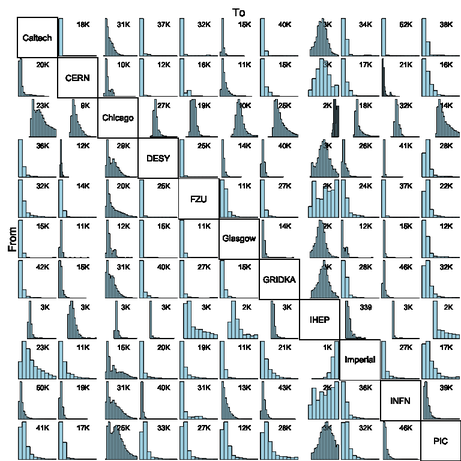 To
Caltech 18K 31K 37K 32K 15K 40K 3K 34K 52K 38K
20K CERN 10K 12K 16K 11K 15K 3K 17K 21K 16K
23K 9K Chicago 27K 19K 10K 25K 2K 18K 32K 14K
36K 12K 29K DESY 25K 14K 40K 3K 26K 41K 28K
32K 14K 20K 25K FZU 11K 27K 2K 24K 37K 22K
From
15K 11K 12K 15K 11K Glasgow 14K 2K 12K 15K 12K
42K 15K 31K 40K 27K 15K GRIDKA 3K 28K 46K 32K
3K 3K 3K 3K 3K 2K 3K IHEP 339 3K 2K
23K 11K 15K 20K 19K 11K 21K 1K Imperial 27K 17K
60K 19K 31K 40K 31K 13K 43K 2K 36K INFN 39K
41K 17K 25K 33K 27K 12K 28K 3K 32K 46K PIC